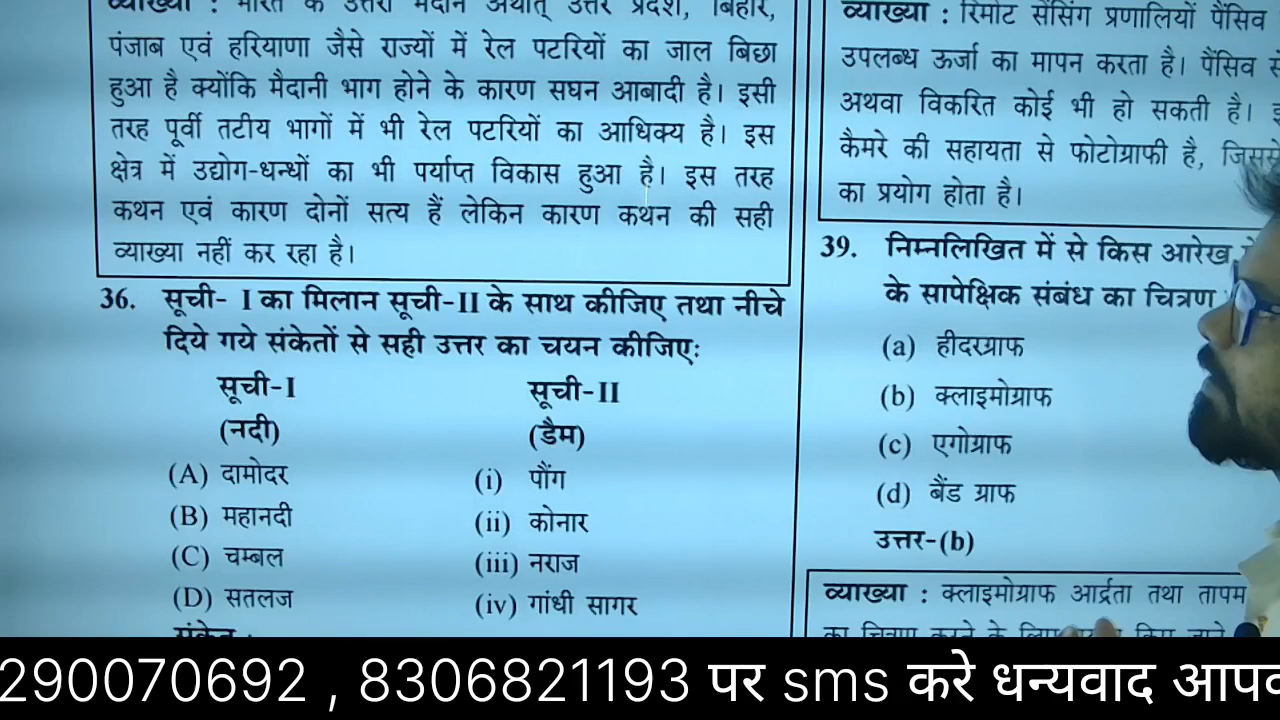 व्याख्या : भारत के उत्तरी मैदान अर्थात् उत्तर प्रदेश, बिहार,
पंजाब एवं हरियाणा जैसे राज्यों में रेल पटरियों का जाल बिछा
हुआ है क्योंकि मैदानी भाग होने के कारण सघन आबादी है। इसी
तरह पूर्वी तटीय भागों में भी रेल पटरियों का आधिक्य है। इस
क्षेत्र में उद्योग-धन्धों का भी पर्याप्त विकास हुआ है। इस तरह
कथन एवं कारण दोनों सत्य हैं लेकिन कारण कथन की सही
व्याख्या नहीं कर रहा है।
36. सूची- I का मिलान सूची-II के साथ कीजिए तथा नीचे
दिये गये संकेतों से सही उत्तर का चयन कीजिएः
सूची-I सूची-II
(नदी) (डैम)
(A) दामोदर (i) पौंग
(B) महानदी (ii) कोनार
(C) चम्बल (iii) नराज
(D) सतलज (iv) गांधी सागर
संकेत :
व्याख्या : रिमोट सेंसिंग प्रणालियों पैंसिव
उपलब्ध ऊर्जा का मापन करता है। पैंसिव
अथवा विकरित कोई भी हो सकती है।
कैमरे की सहायता से फोटोग्राफी है, जिससे
का प्रयोग होता है।
39. निम्नलिखित में से किस आरेख
के सापेक्षिक संबंध का चित्रण
(a) हीदरग्राफ
(b) क्लाइमोग्राफ
(c) एगोग्राफ
(d) बैंड ग्राफ
उत्तर-(b)
व्याख्या : क्लाइमोग्राफ आर्द्रता तथा तापम
का चित्रण करने के लिए
290070692 , 8306821193 पर sms करे धन्यवाद आपक